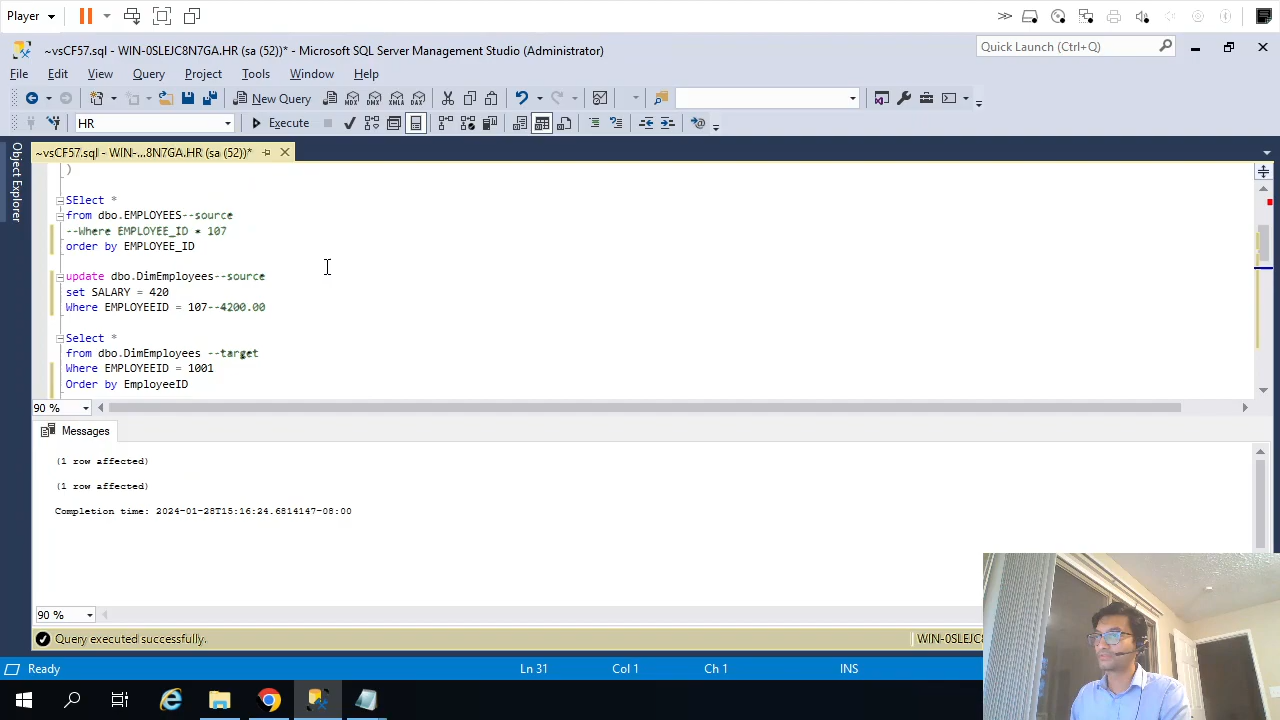 Player
~vsCF57.sql - WIN-0SLEJC8N7GA.HR (sa (52))* - Microsoft SQL Server Management Studio (Administrator)
Quick Launch (Ctrl+Q)
File Edit View Query Project Tools Window Help
New Query MDX DMX XMLA DAX
HR Execute
Object Explorer
~vsCF57.sql - WIN-...8N7GA.HR (sa (52))*
)
SElect *
from dbo.EMPLOYEES--source
--Where EMPLOYEE_ID * 107
order by EMPLOYEE_ID
update dbo.DimEmployees--source
set SALARY = 420
Where EMPLOYEEID = 107--4200.00
Select *
from dbo.DimEmployees --target
Where EMPLOYEEID = 1001
Order by EmployeeID
90 %
Messages
(1 row affected)
(1 row affected)
Completion time: 2024-01-28T15:16:24.6814147-08:00
90 %
Query executed successfully.
WIN-0SLEJC8
Ready Ln 31 Col 1 Ch 1 INS